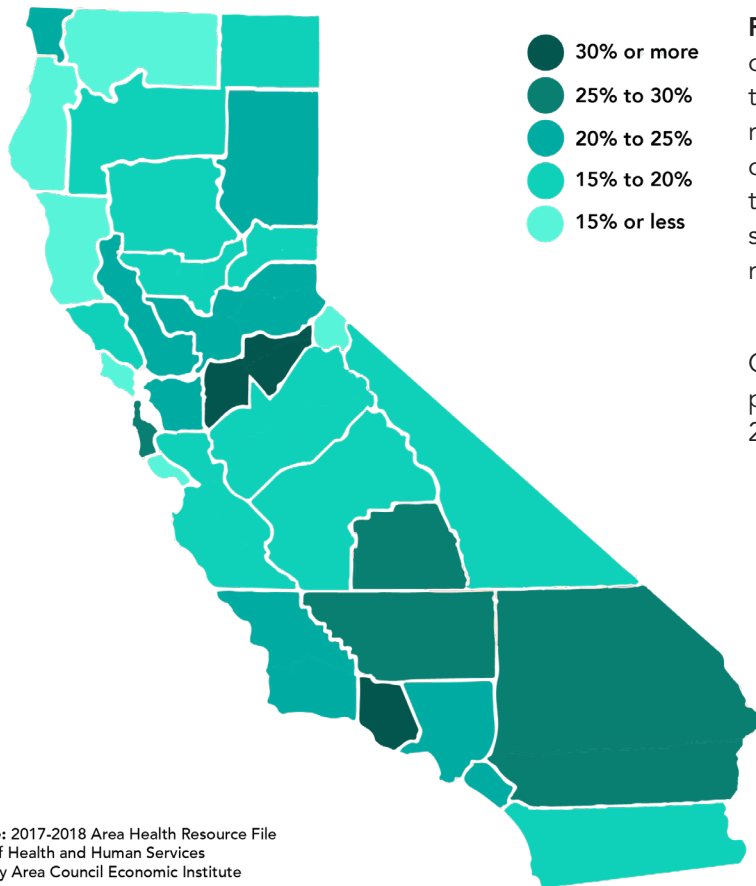 30% or more
25% to 30%
20% to 25%
15% to 20%
15% or less
2017-2018 Area Health Resource File
Health and Human Services
Area Council Economic Institute